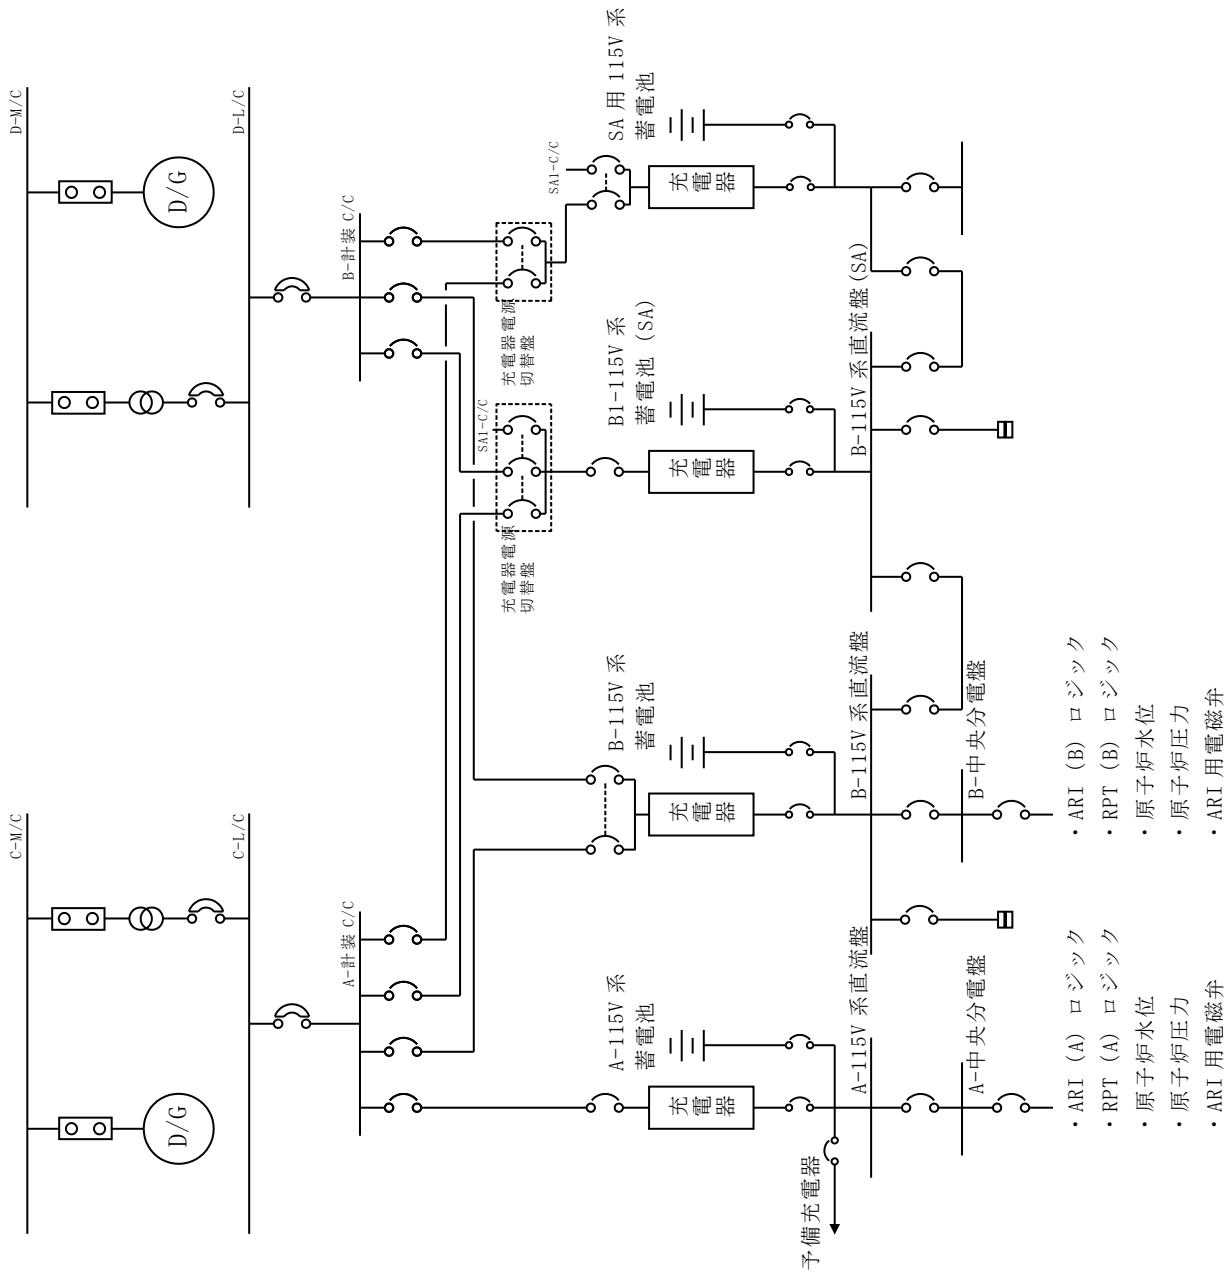 C-M/C
D-M/C
D/G
D/G
C-L/C
D-L/C
A-計装 C/C
B-計装 C/C
SA1-C/C
SA1-C/C
充電器電源
切替盤
充電器電源
切替盤
A-115V 系
蓄電池
B-115V 系
蓄電池
B1-115V 系
蓄電池 (SA)
SA 用 115V 系
蓄電池
充電器
充電器
充電器
充電器
予備充電器
A-115V 系直流盤
B-115V 系直流盤
B-115V 系直流盤(SA)
A-中央分電盤
B-中央分電盤
・ARI (A) ロジック
・RPT (A) ロジック
・原子炉水位
・原子炉圧力
・ARI 用電磁弁
・ARI (B) ロジック
・RPT (B) ロジック
・原子炉水位
・原子炉圧力
・ARI 用電磁弁